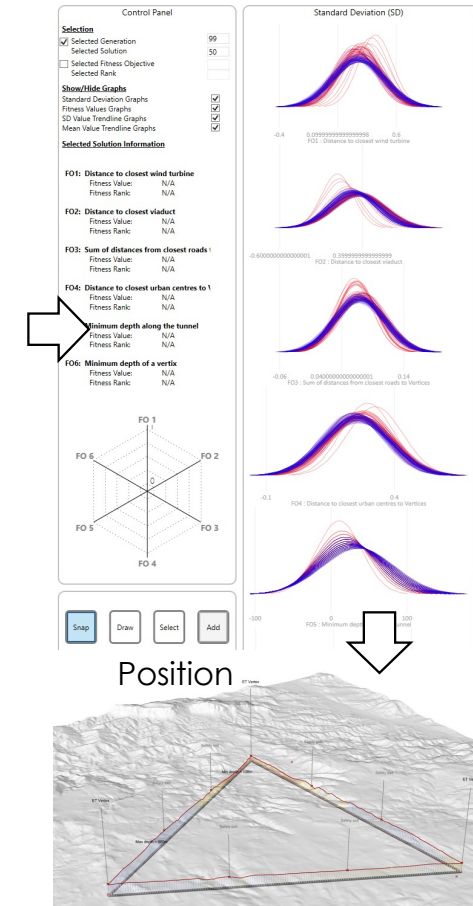 Control Panel
Selection
Selected Generation 99
Selected Solution 50
Selected Fitness Objective
Selected Rank
Show/Hide Graphs
Standard Deviation Graphs
Fitness Values Graphs
SD Value Trendline Graphs
Mean Value Trendline Graphs
Selected Solution Information
FO1: Distance to closest wind turbine
Fitness Value: N/A
Fitness Rank: N/A
FO2: Distance to closest viaduct
Fitness Value: N/A
Fitness Rank: N/A
FO3: Sum of distances from closest roads
Fitness Value: N/A
Fitness Rank: N/A
FO4: Distance to closest urban centres to
Fitness Value: N/A
Fitness Rank: N/A
Minimum depth along the tunnel
Fitness Value: N/A
Fitness Rank: N/A
FO6: Minimum depth of a vertix
Fitness Value: N/A
Fitness Rank: N/A
FO 1
1
FO 6
FO 2
0
FO 5
FO 3
FO 4
Snap
Draw
Select
Add
Standard Deviation (SD)
-0.4 0.6
FO1 : Distance to closest wind turbine
-0.6000000000000001 0.3999999999999999
FO2 : Distance to closest viaduct
-0.06 0.04000000000000001 0.14
FO3 : Sum of distances from closest roads to Vertices
-0.1 0.4
FO4 : Distance to closest urban centres to Vertices
-100 0 100
FO5 : Minimum tunnel
Position
ET Vertex
ET Vertex